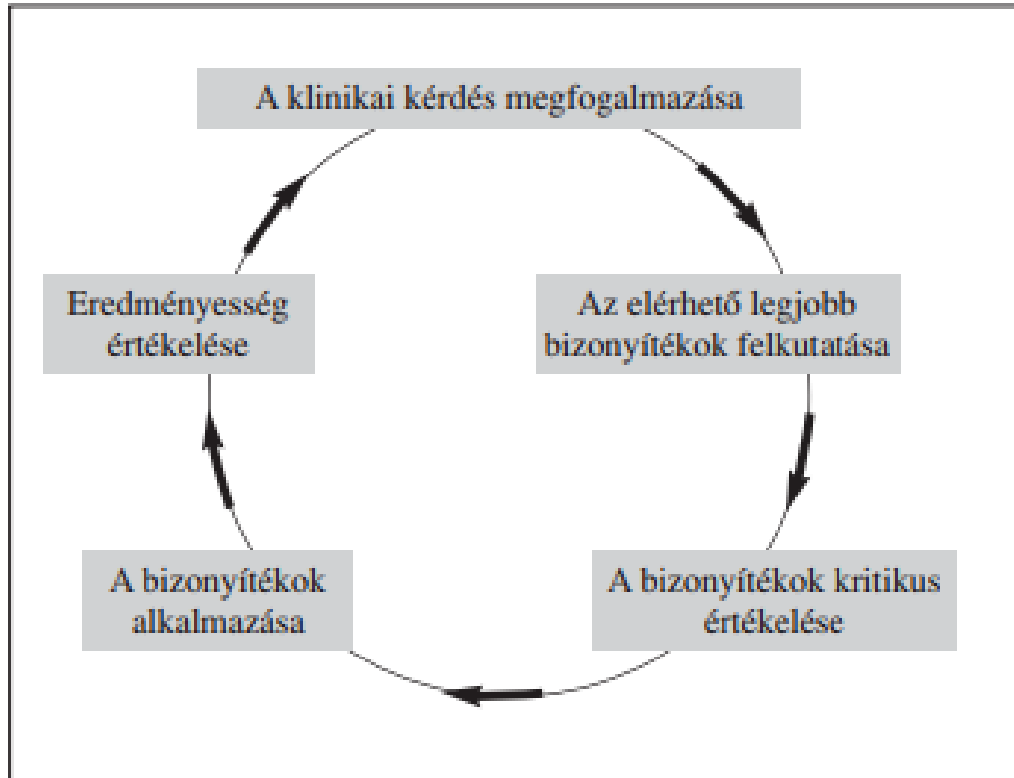 A klinikai kérdés megfogalmazása
Az elérhető legjobb
bizonyítékok felkutatása
A bizonyítékok kritikus
értékelése
A bizonyítékok
alkalmazása
Eredményesség
értékelése